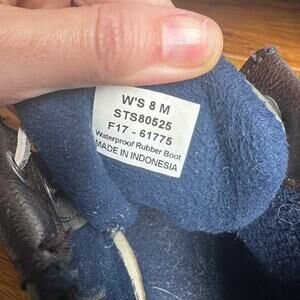 W'S 8 M
STS80525
F17 - 61775
Waterproof Rubber Boot
MADE IN INDONESIA